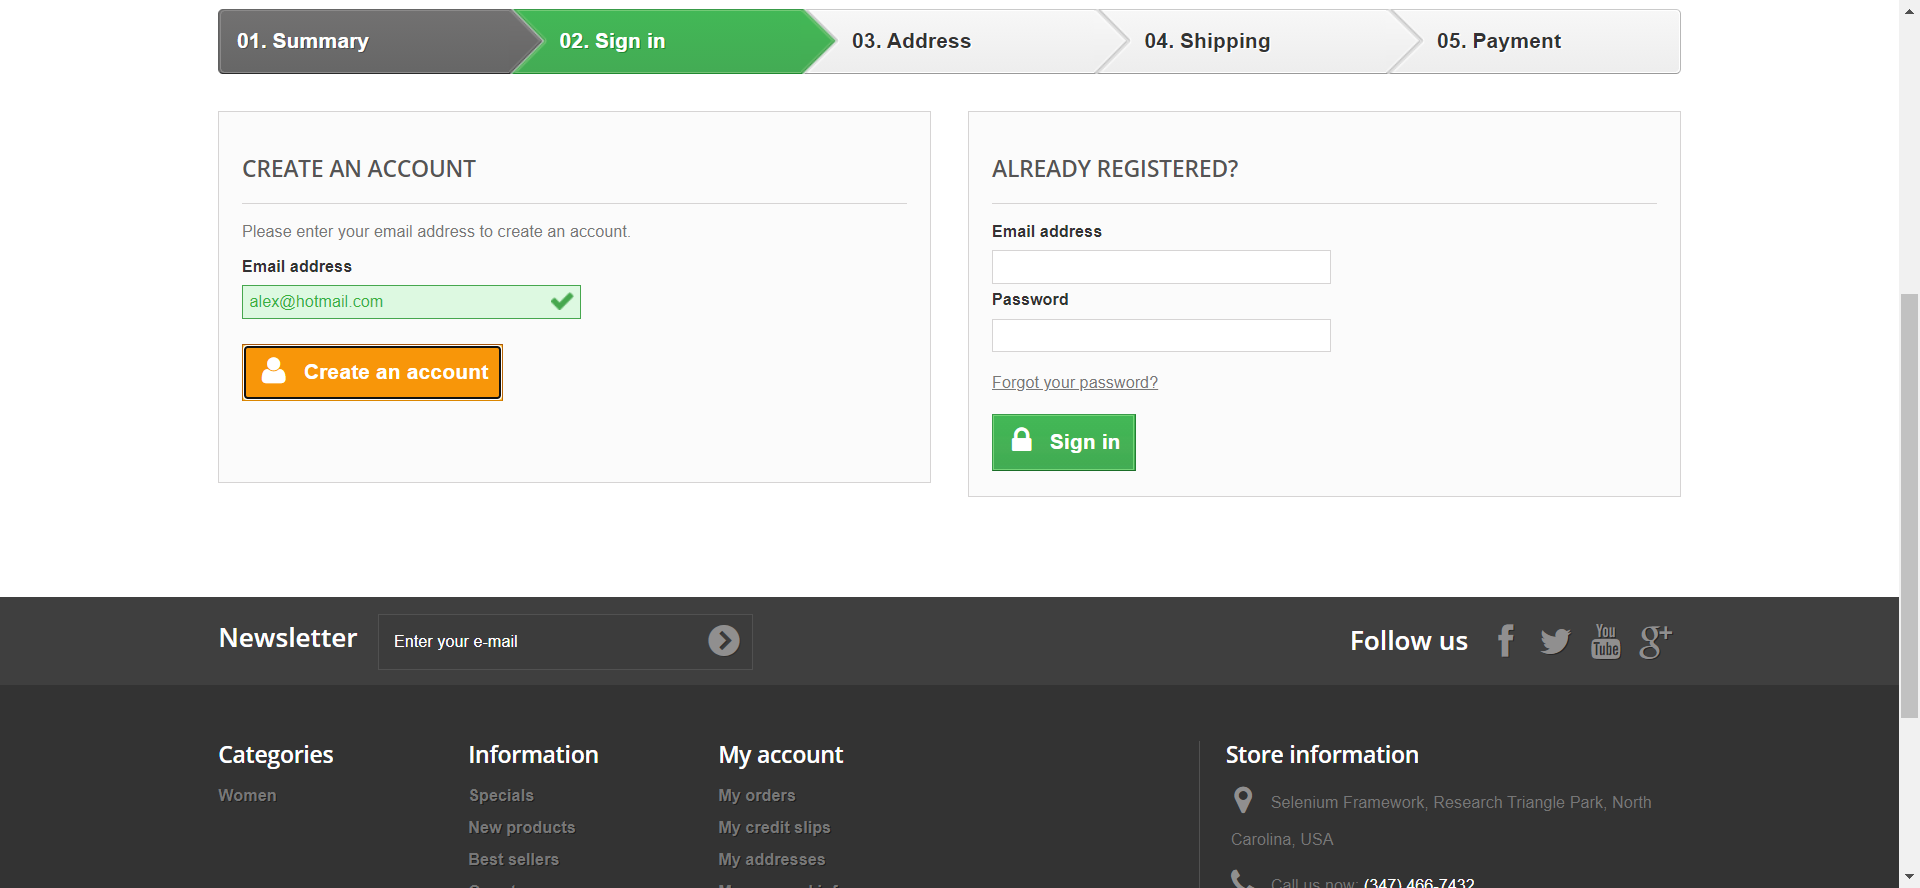 01. Summary
02. Sign in
03. Address
04. Shipping
05. Payment
CREATE AN ACCOUNT
Please enter your email address to create an account.
Email address
alex@hotmail.com
Create an account
ALREADY REGISTERED?
Email address
Password
Forgot your password?
Sign in
Newsletter
Enter your e-mail
Follow us
You
Tube
g+
Categories
Women
Information
Specials
New products
Best sellers
My account
My orders
My credit slips
My addresses
Store information
Selenium Framework, Research Triangle Park, North
Carolina, USA
Call us now: (347) 466-7432